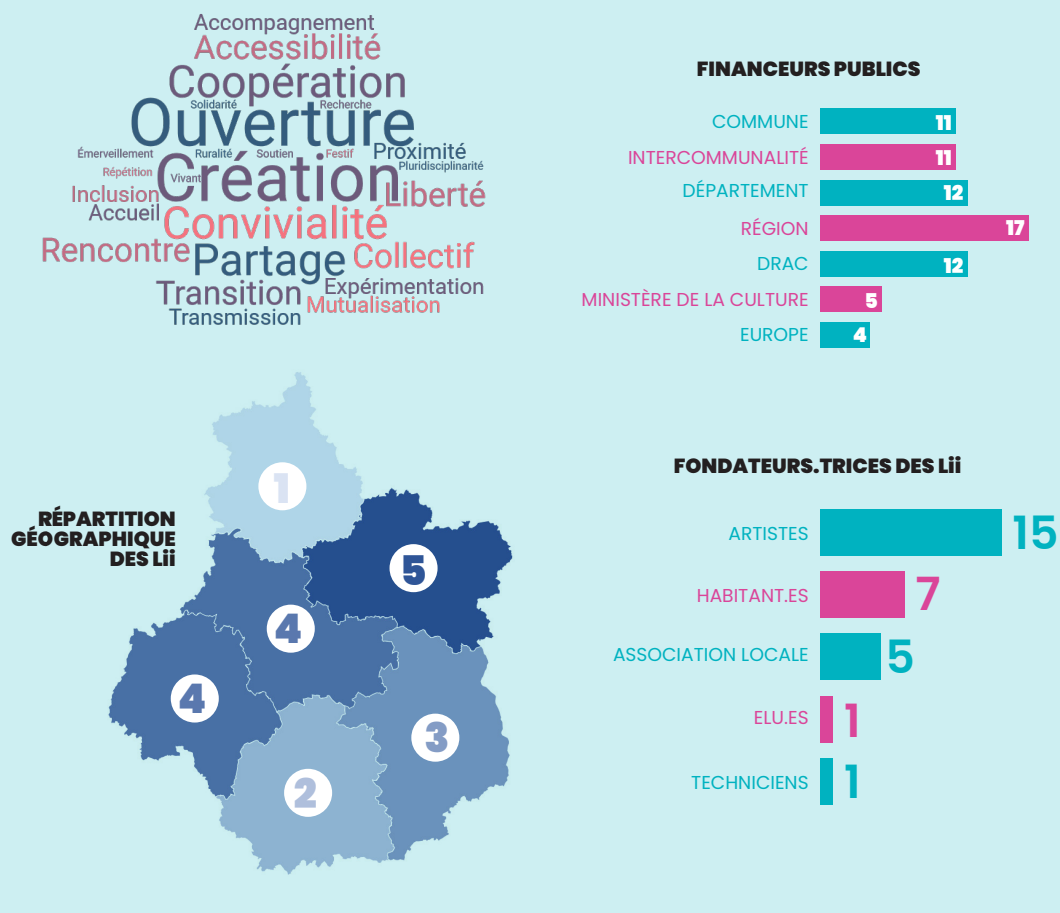 Accompagnement
Accessibilité
Coopération
Solidarité
Recherche
Ouverture
Émerveillement
Ruralité
Soutien
Festif
Proximité
Pluridisciplinarité
Répétition
Vivant
Création
Inclusion
Liberté
Accueil
Convivialité
Rencontre
Partage
Collectif
Transition
Expérimentation
Mutualisation
Transmission
FINANCEURS PUBLICS
COMMUNE 11
INTERCOMMUNALITÉ 11
DÉPARTEMENT 12
RÉGION 17
DRAC 12
MINISTÈRE DE LA CULTURE 5
EUROPE 4
RÉPARTITION
GÉOGRAPHIQUE
DES Lii
1
5
4
4
3
2
FONDATEURS.TRICES DES Lii
ARTISTES 15
HABITANT.ES 7
ASSOCIATION LOCALE 5
ELU.ES 1
TECHNICIENS 1